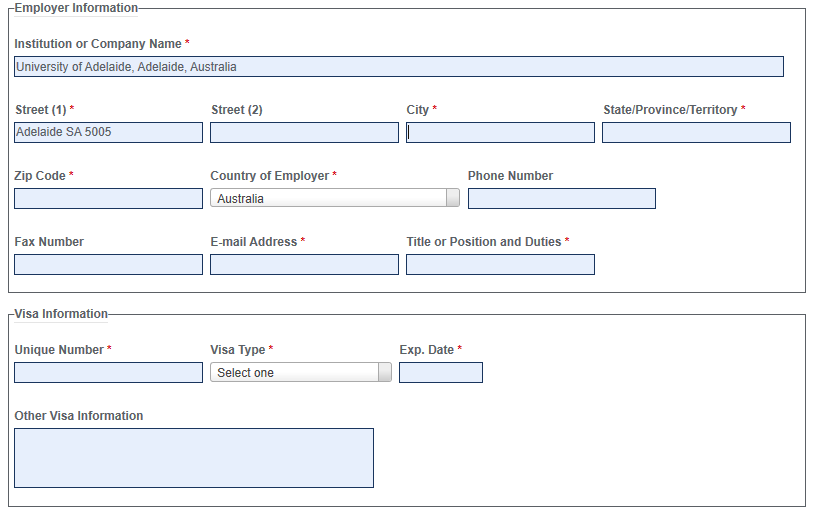 Employer Information
Institution or Company Name *
University of Adelaide, Adelaide, Australia
Street (1) * Street (2) City * State/Province/Territory *
Adelaide SA 5005
Zip Code * Country of Employer * Phone Number
Australia
Fax Number E-mail Address * Title or Position and Duties *
Visa Information
Unique Number * Visa Type * Exp. Date *
Select one
Other Visa Information